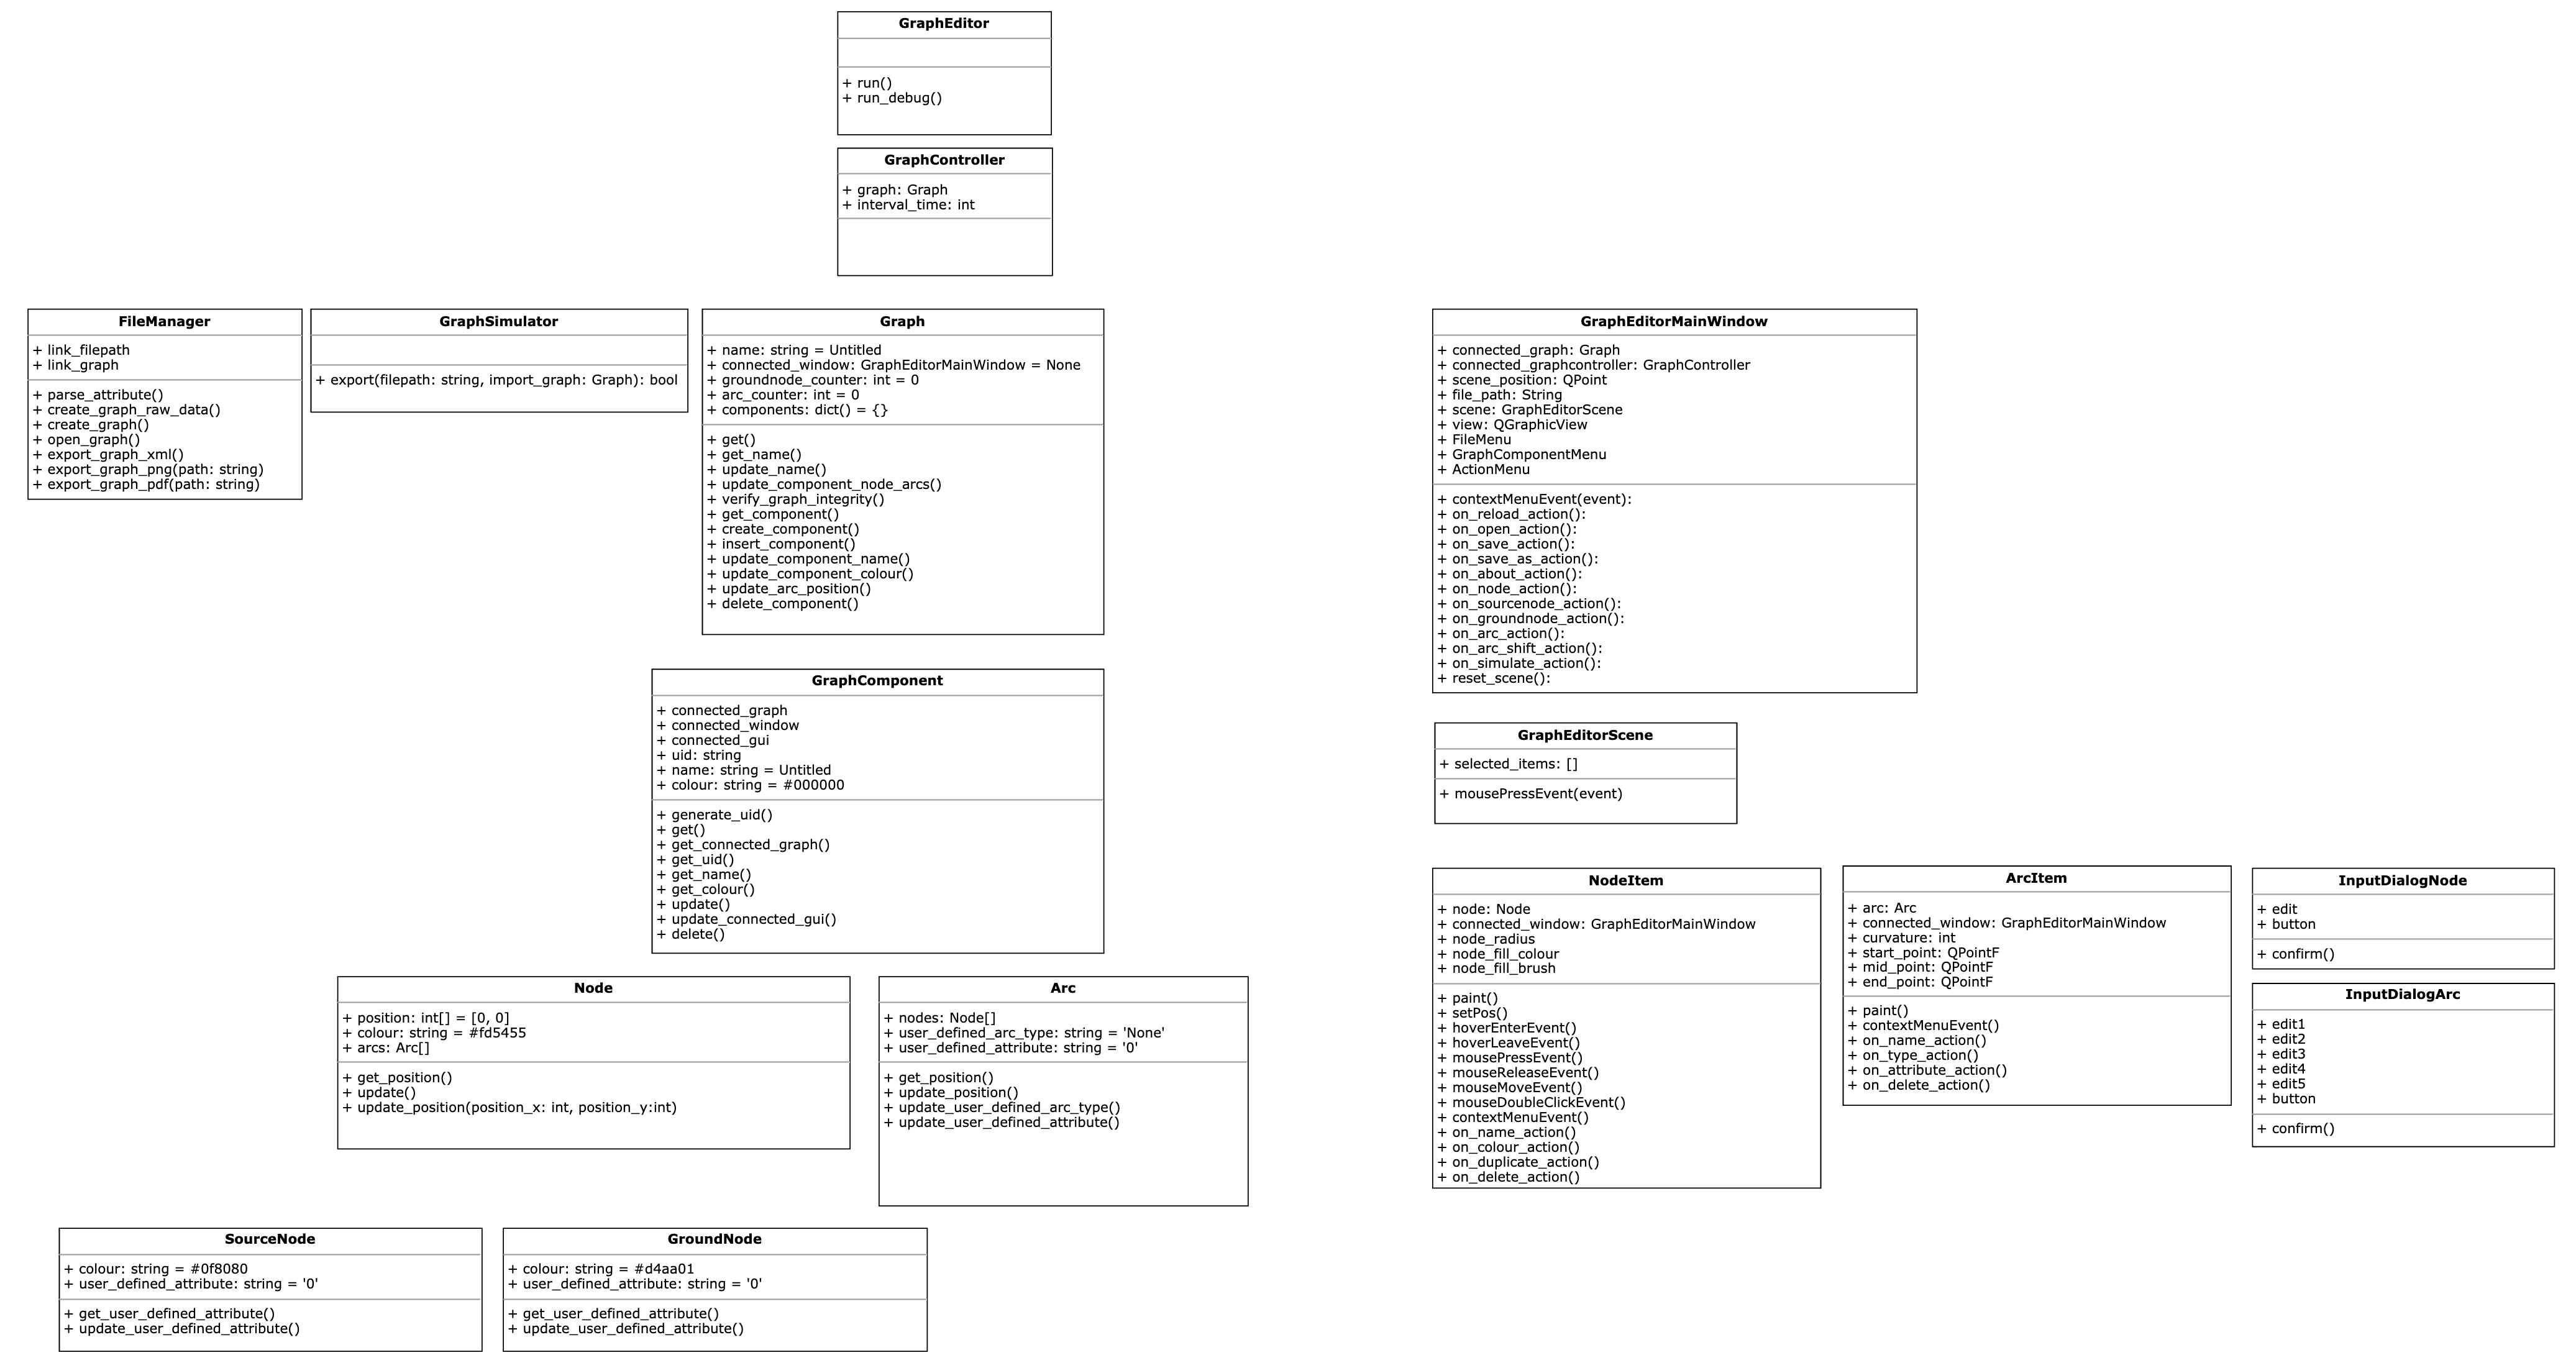 GraphEditor
+ run()
+ run_debug()
GraphController
+ graph: Graph
+ interval_time: int
FileManager
+ link_filepath
+ link_graph
+ parse_attribute()
+ create_graph_raw_data()
+ create_graph()
+ open_graph()
+ export_graph_xml()
+ export_graph_png(path: string)
+ export_graph_pdf(path: string)
GraphSimulator
+ export(filepath: string, import_graph: Graph): bool
Graph
+ name: string = Untitled
+ connected_window: GraphEditorMainWindow = None
+ groundnode_counter: int = 0
+ arc_counter: int = 0
+ components: dict() = {}
+ get()
+ get_name()
+ update_name()
+ update_component_node_arcs()
+ verify_graph_integrity()
+ get_component()
+ create_component()
+ insert_component()
+ update_component_name()
+ update_component_colour()
+ update_arc_position()
+ delete_component()
GraphEditorMainWindow
+ connected_graph: Graph
+ connected_graphcontroller: GraphController
+ scene_position: QPoint
+ file_path: String
+ scene: GraphEditorScene
+ view: QGraphicView
+ FileMenu
+ GraphComponentMenu
+ ActionMenu
+ contextMenuEvent(event):
+ on_reload_action():
+ on_open_action():
+ on_save_action():
+ on_save_as_action():
+ on_about_action():
+ on_node_action():
+ on_sourcenode_action():
+ on_groundnode_action():
+ on_arc_action():
+ on_arc_shift_action():
+ on_simulate_action():
+ reset_scene():
GraphComponent
+ connected_graph
+ connected_window
+ connected_gui
+ uid: string
+ name: string = Untitled
+ colour: string = #000000
+ generate_uid()
+ get()
+ get_connected_graph()
+ get_uid()
+ get_name()
+ get_colour()
+ update()
+ update_connected_gui()
+ delete()
GraphEditorScene
+ selected_items: []
+ mousePressEvent(event)
NodeItem
+ node: Node
+ connected_window: GraphEditorMainWindow
+ node_radius
+ node_fill_colour
+ node_fill_brush
+ paint()
+ setPos()
+ hoverEnterEvent()
+ hoverLeaveEvent()
+ mousePressEvent()
+ mouseReleaseEvent()
+ mouseMoveEvent()
+ mouseDoubleClickEvent()
+ contextMenuEvent()
+ on_name_action()
+ on_colour_action()
+ on_duplicate_action()
+ on_delete_action()
ArcItem
+ arc: Arc
+ connected_window: GraphEditorMainWindow
+ curvature: int
+ start_point: QPointF
+ mid_point: QPointF
+ end_point: QPointF
+ paint()
+ contextMenuEvent()
+ on_name_action()
+ on_type_action()
+ on_attribute_action()
+ on_delete_action()
InputDialogNode
+ edit
+ button
+ confirm()
InputDialogArc
+ edit1
+ edit2
+ edit3
+ edit4
+ edit5
+ button
+ confirm()
Node
+ position: int[] = [0, 0]
+ colour: string = #fd5455
+ arcs: Arc[]
+ get_position()
+ update()
+ update_position(position_x: int, position_y:int)
Arc
+ nodes: Node[]
+ user_defined_arc_type: string = 'None'
+ user_defined_attribute: string = '0'
+ get_position()
+ update_position()
+ update_user_defined_arc_type()
+ update_user_defined_attribute()
SourceNode
+ colour: string = #0f8080
+ user_defined_attribute: string = '0'
+ get_user_defined_attribute()
+ update_user_defined_attribute()
GroundNode
+ colour: string = #d4aa01
+ user_defined_attribute: string = '0'
+ get_user_defined_attribute()
+ update_user_defined_attribute()